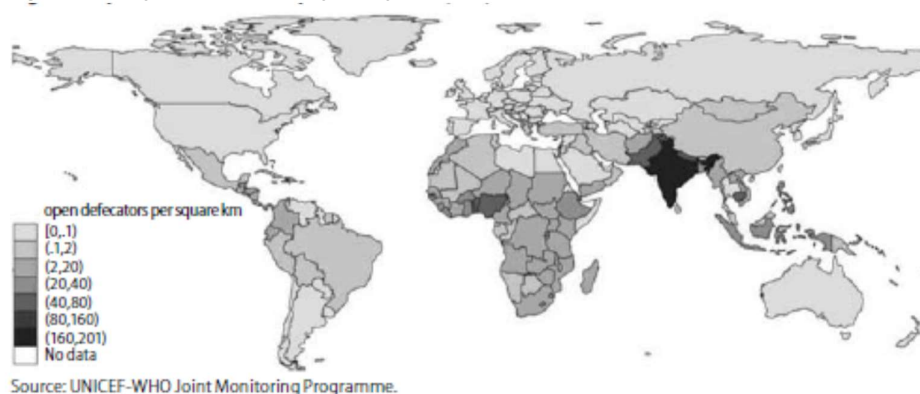 open defecators per square km
[0,.1)
(.1,2)
(2,20)
(20,40)
(40,80)
(80,160)
(160,201)
No data
Source: UNICEF-WHO Joint Monitoring Programme.